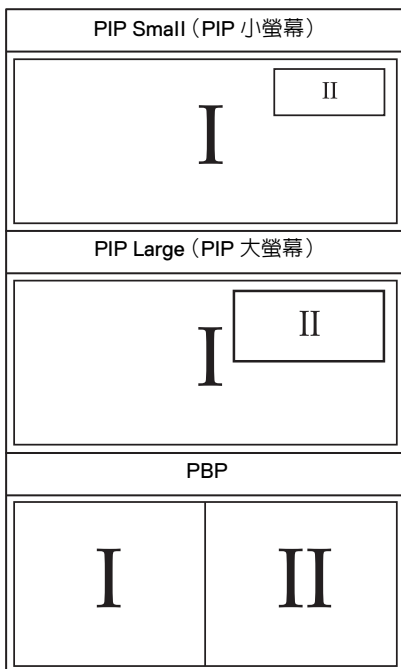 PIP Small（PIP 小螢幕）
II
I
PIP Large（PIP 大螢幕）
II
I
PBP
I II